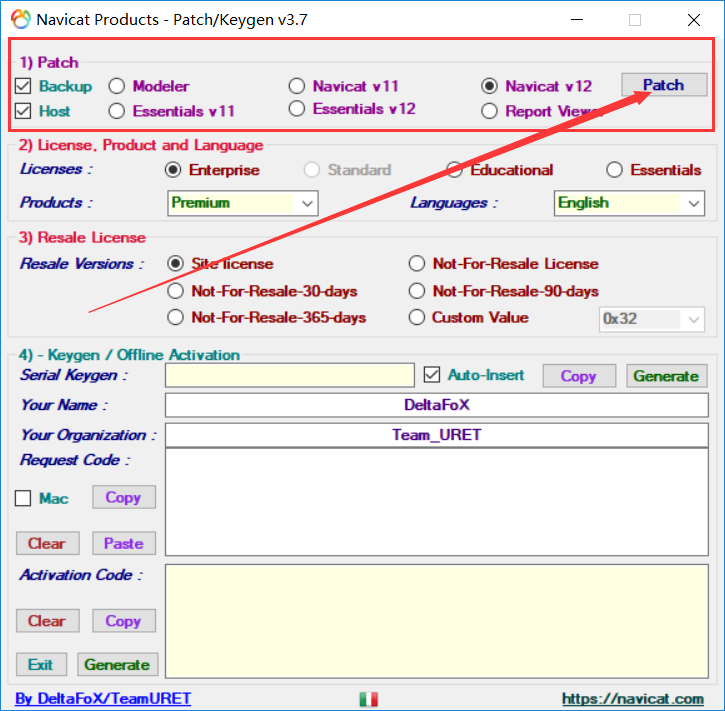 Navicat Products - Patch/Keygen v3.7
1) Patch
Backup Modeler Navicat v11 Navicat v12 Patch
Host Essentials v11 Essentials v12 Report
2) License, Product and Language
Licenses : Enterprise Standard Educational Essentials
Products : Premium Languages : English
3) Resale License
Resale Versions : Site license Not-For-Resale License
Not-For-Resale-30-days Not-For-Resale-90-days
Not-For-Resale-365-days Custom Value 0x32
4) - Keygen / Offline Activation
Serial Keygen : Auto-Insert Copy Generate
Your Name : DeltaFoX
Your Organization : Team_URET
Request Code :
Mac Copy
Clear Paste
Activation Code :
Clear Copy
Exit Generate
By DeltaFoX/TeamURET https://navicat.com